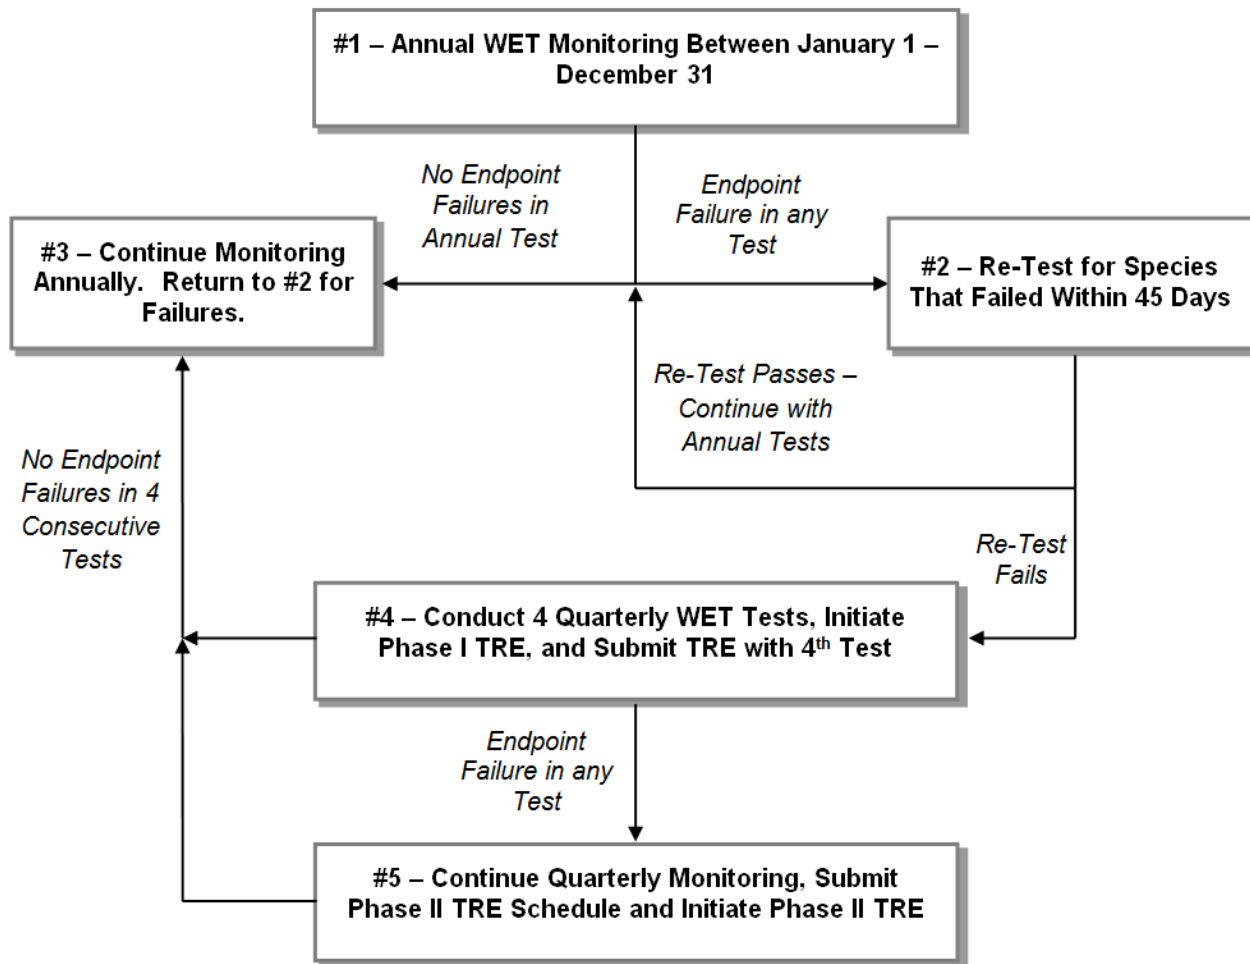 #1 – Annual WET Monitoring Between January 1 –
December 31
No Endpoint
Failures in
Annual Test
Endpoint
Failure in any
Test
#3 – Continue Monitoring
Annually. Return to #2 for
Failures.
#2 – Re-Test for Species
That Failed Within 45 Days
Re-Test Passes –
Continue with
Annual Tests
No Endpoint
Failures in 4
Consecutive
Tests
Re-Test
Fails
#4 – Conduct 4 Quarterly WET Tests, Initiate
Phase I TRE, and Submit TRE with 4th Test
Endpoint
Failure in any
Test
#5 – Continue Quarterly Monitoring, Submit
Phase II TRE Schedule and Initiate Phase II TRE